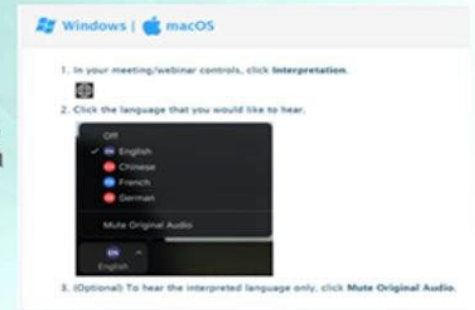 Windows | macOS
1. In your meeting/webinar controls, click Interpretation.
2. Click the language that you would like to hear.
Off
✓ EN English
Chinese
French
German
Mute Original Audio
EN
English
3. (Optional) To hear the interpreted language only, click Mute Original Audio.